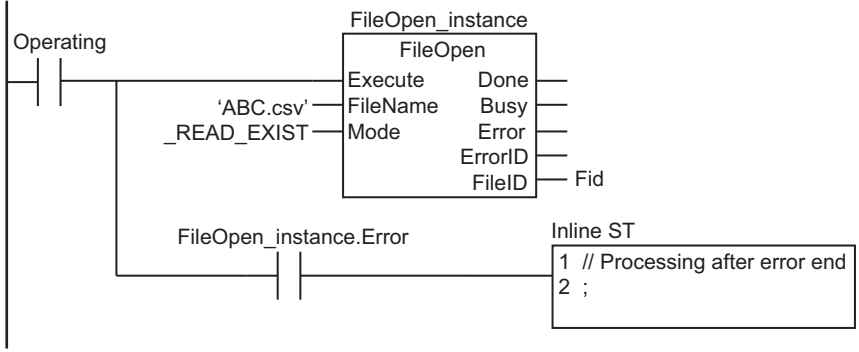 FileOpen_instance
Operating
FileOpen
Execute Done
'ABC.csv' FileName Busy
_READ_EXIST Mode Error
ErrorID
FileID Fid
FileOpen_instance.Error
Inline ST
1 // Processing after error end
2 ;